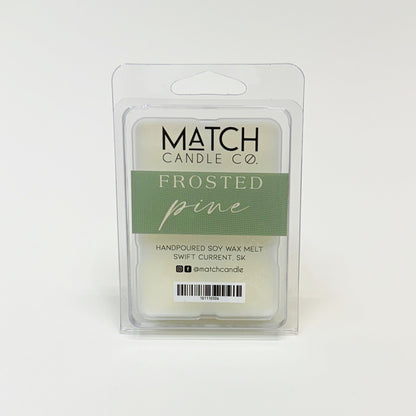 MATCH
CANDLE CO.
FROSTED
pine
HANDPOURED SOY WAX MELT
SWIFT CURRENT, SK
@matchcandle